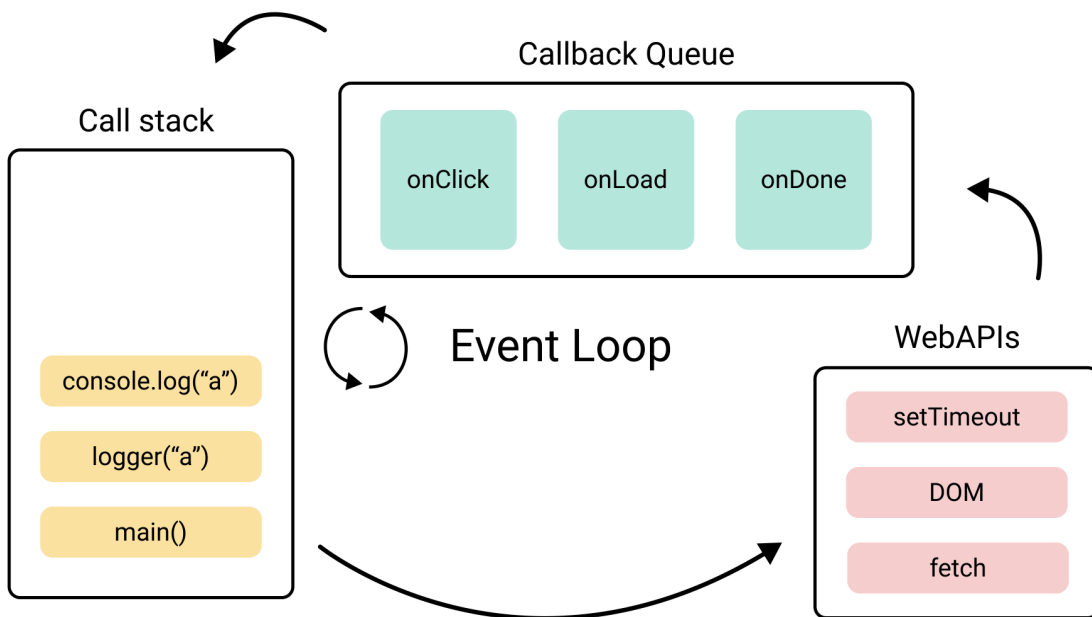 Callback Queue
Call stack
onClick
onLoad
onDone
Event Loop
WebAPIs
console.log(“a”)
logger(“a”)
main()
setTimeout
DOM
fetch